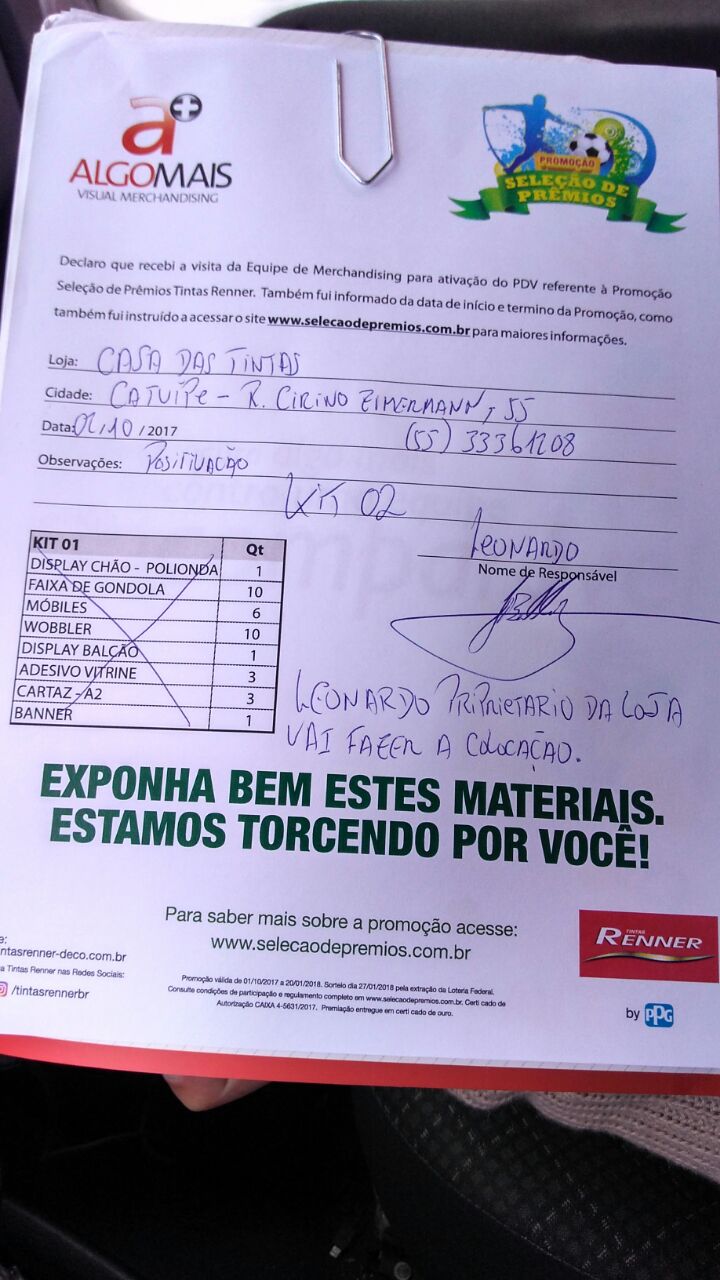 a+
ALGOMAIS
VISUAL MERCHANDISING
PROMOÇÃO
SELEÇÃO DE
PRÊMIOS
Declaro que recebi a visita da Equipe de Merchandising para ativação do PDV referente à Promoção
Seleção de Prêmios Tintas Renner. Também fui informado da data de início e termino da Promoção, como
também fui instruído a acessar o site www.selecaodepremios.com.br para maiores informações.
Loja: CASA DAS TINTAS
Cidade: CATUIPE - R. CIRINO EIMERMANN, 55
Data: /10/2017 (55) 33361208
Observações: POSITIVAÇÃO
KIT 02
LEONARDO
Nome de Responsável
KIT 01 Qt
DISPLAY CHÃO - POLIONDA 1
FAIXA DE GONDOLA 10
MÓBILES 6
WOBBLER 10
DISPLAY BALCÃO 1
ADESIVO VITRINE 3
CARTAZ - A2 3
BANNER 1
LEONARDO PRIPRIETARIO DA LOJA
VAI FAZER A COLOCAÇÃO.
EXPONHA BEM ESTES MATERIAIS.
ESTAMOS TORCENDO POR VOCÊ!
Para saber mais sobre a promoção acesse:
www.selecaodepremios.com.br
e:
ntasrenner-deco.com.br
a Tintas Renner nas Redes Sociais:
/tintasrennerbr
Promoção válida de 01/10/2017 a 20/01/2018. Sorteio dia 27/01/2018 pela extração da Loteria Federal.
Consulte condições de participação e regulamento completo em www.selecaodepremios.com.br. Certi cado de
Autorização CAIXA 4-5631/2017. Premiação entregue em certi cado de ouro.
TINTAS
RENNER
by PPG